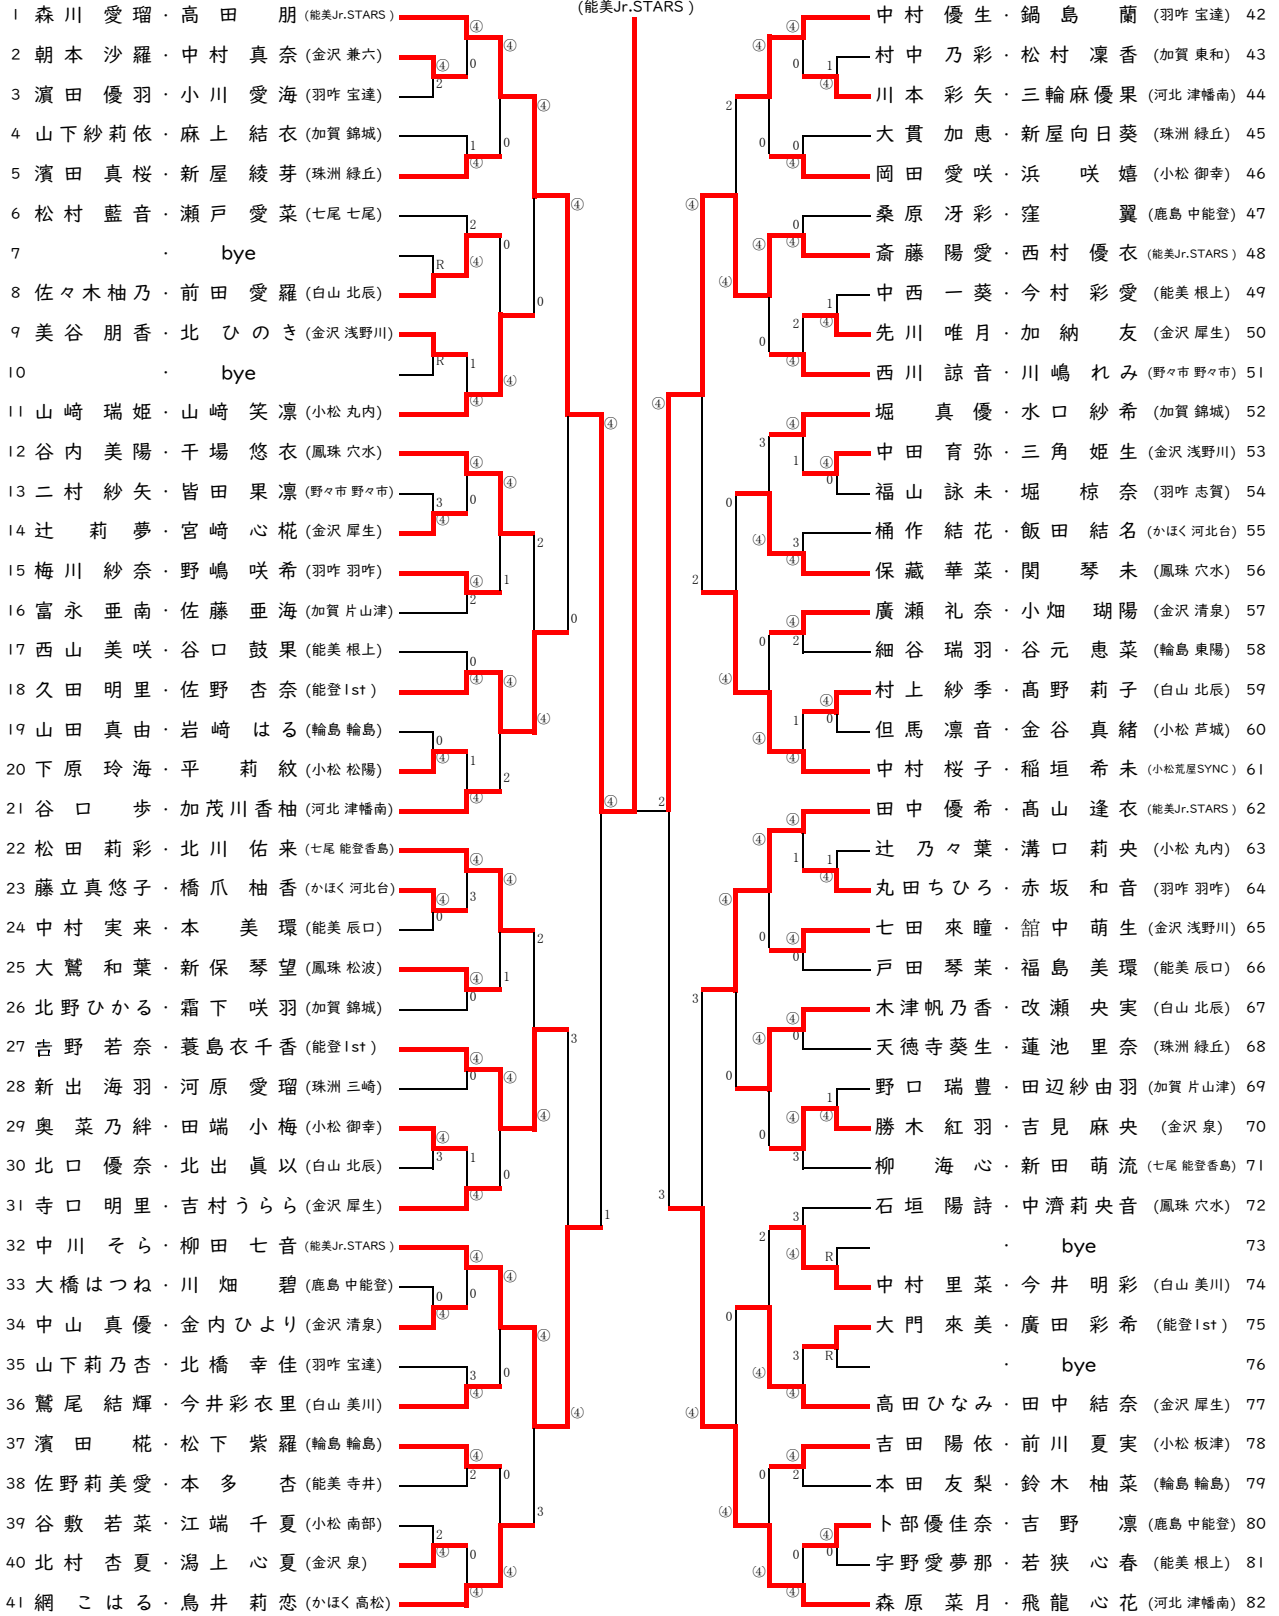 (能美Jr.STARS )
1 森川 愛瑠・高田 朋 (能美Jr.STARS )
2 朝本 沙羅・中村 真奈 (金沢 兼六)
3 濵田 優羽・小川 愛海 (羽咋 宝達)
4 山下紗莉依・麻上 結衣 (加賀 錦城)
5 濱田 真桜・新屋 綾芽 (珠洲 緑丘)
6 松村 藍音・瀬戸 愛菜 (七尾 七尾)
7 ・ bye
8 佐々木柚乃・前田 愛羅 (白山 北辰)
9 美谷 朋香・北 ひのき (金沢 浅野川)
10 ・ bye
11 山﨑 瑞姫・山﨑 笑凛 (小松 丸内)
12 谷内 美陽・干場 悠衣 (鳳珠 穴水)
13 二村 紗矢・皆田 果凛 (野々市 野々市)
14 辻 莉夢・宮﨑 心椛 (金沢 犀生)
15 梅川 紗奈・野嶋 咲希 (羽咋 羽咋)
16 富永 亜南・佐藤 亜海 (加賀 片山津)
17 西山 美咲・谷口 鼓果 (能美 根上)
18 久田 明里・佐野 杏奈 (能登1st )
19 山田 真由・岩﨑 はる (輪島 輪島)
20 下原 玲海・平 莉紋 (小松 松陽)
21 谷口 歩・加茂川香柚 (河北 津幡南)
22 松田 莉彩・北川 佑来 (七尾 能登香島)
23 藤立真悠子・橋爪 柚香 (かほく 河北台)
24 中村 実来・本 美環 (能美 辰口)
25 大鷲 和葉・新保 琴望 (鳳珠 松波)
26 北野ひかる・霜下 咲羽 (加賀 錦城)
27 𠮷野 若奈・蓑島衣千香 (能登1st )
28 新出 海羽・河原 愛瑠 (珠洲 三崎)
29 奥 菜乃絆・田端 小梅 (小松 御幸)
30 北口 優奈・北出 眞以 (白山 北辰)
31 寺口 明里・吉村うらら (金沢 犀生)
32 中川 そら・柳田 七音 (能美Jr.STARS )
33 大橋はつね・川畑 碧 (鹿島 中能登)
34 中山 真優・金内ひより (金沢 清泉)
35 山下莉乃杏・北橋 幸佳 (羽咋 宝達)
36 鷲尾 結輝・今井彩衣里 (白山 美川)
37 濱田 椛・松下 紫羅 (輪島 輪島)
38 佐野莉美愛・本多 杏 (能美 寺井)
39 谷敷 若菜・江端 千夏 (小松 南部)
40 北村 杏夏・潟上 心夏 (金沢 泉)
41 網 こはる・鳥井 莉恋 (かほく 高松)
中村 優生・鍋島 蘭 (羽咋 宝達) 42
村中 乃彩・松村 凜香 (加賀 東和) 43
川本 彩矢・三輪麻優果 (河北 津幡南) 44
大貫 加恵・新屋向日葵 (珠洲 緑丘) 45
岡田 愛咲・浜 咲嬉 (小松 御幸) 46
桑原 冴彩・窪 翼 (鹿島 中能登) 47
斎藤 陽愛・西村 優衣 (能美Jr.STARS ) 48
中西 一葵・今村 彩愛 (能美 根上) 49
先川 唯月・加納 友 (金沢 犀生) 50
西川 諒音・川嶋 れみ (野々市 野々市) 51
堀 真優・水口 紗希 (加賀 錦城) 52
中田 育弥・三角 姫生 (金沢 浅野川) 53
福山 詠未・堀 椋奈 (羽咋 志賀) 54
桶作 結花・飯田 結名 (かほく 河北台) 55
保藏 華菜・関 琴未 (鳳珠 穴水) 56
廣瀬 礼奈・小畑 瑚陽 (金沢 清泉) 57
細谷 瑞羽・谷元 恵菜 (輪島 東陽) 58
村上 紗季・髙野 莉子 (白山 北辰) 59
但馬 凛音・金谷 真緒 (小松 芦城) 60
中村 桜子・稲垣 希未 (小松荒屋SYNC ) 61
田中 優希・髙山 逢衣 (能美Jr.STARS ) 62
辻 乃々葉・溝口 莉央 (小松 丸内) 63
丸田ちひろ・赤坂 和音 (羽咋 羽咋) 64
七田 來瞳・舘中 萌生 (金沢 浅野川) 65
戸田 琴茉・福島 美環 (能美 辰口) 66
木津帆乃香・改瀬 央実 (白山 北辰) 67
天徳寺葵生・蓮池 里奈 (珠洲 緑丘) 68
野口 瑞豊・田辺紗由羽 (加賀 片山津) 69
勝木 紅羽・吉見 麻央 (金沢 泉) 70
柳 海心・新田 萌流 (七尾 能登香島) 71
石垣 陽詩・中濟莉央音 (鳳珠 穴水) 72
・ bye 73
中村 里菜・今井 明彩 (白山 美川) 74
大門 來美・廣田 彩希 (能登1st ) 75
・ bye 76
高田ひなみ・田中 結奈 (金沢 犀生) 77
吉田 陽依・前川 夏実 (小松 板津) 78
本田 友梨・鈴木 柚菜 (輪島 輪島) 79
卜部優佳奈・吉野 凛 (鹿島 中能登) 80
宇野愛夢那・若狭 心春 (能美 根上) 81
森原 菜月・飛龍 心花 (河北 津幡南) 82